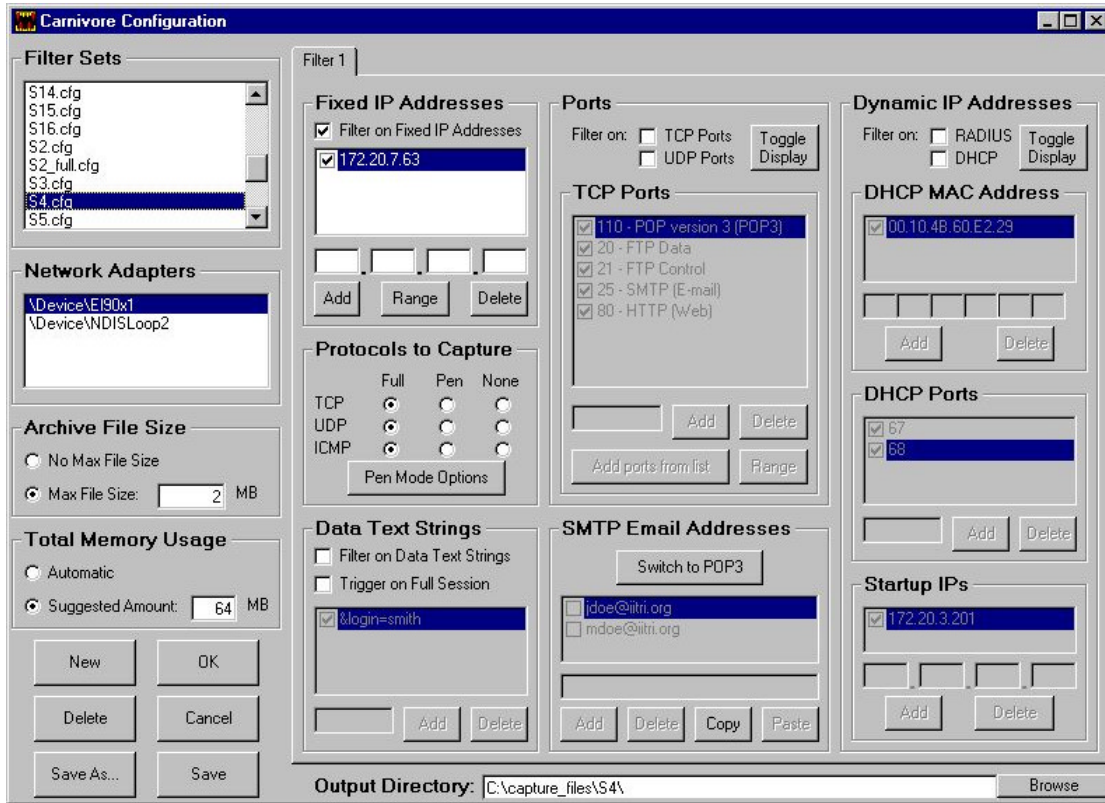 Carnivore Configuration
Filter Sets
S14.cfg
S15.cfg
S16.cfg
S2.cfg
S2_full.cfg
S3.cfg
S4.cfg
S5.cfg
Network Adapters
\Device\El90x1
\Device\NDISLoop2
Archive File Size
No Max File Size
Max File Size: 2 MB
Total Memory Usage
Automatic
Suggested Amount: 64 MB
New OK
Delete Cancel
Save As... Save
Filter 1
Fixed IP Addresses
Filter on Fixed IP Addresses
172.20.7.63
. . .
Add Range Delete
Protocols to Capture
Full Pen None
TCP
UDP
ICMP
Pen Mode Options
Data Text Strings
Filter on Data Text Strings
Trigger on Full Session
&login=smith
Add Delete
Ports
Filter on: TCP Ports
UDP Ports
Toggle Display
TCP Ports
110 - POP version 3 (POP3)
20 - FTP Data
21 - FTP Control
25 - SMTP (E-mail)
80 - HTTP (Web)
Add Delete
Add ports from list Range
SMTP Email Addresses
Switch to POP3
jdoe@iitri.org
mdoe@iitri.org
Add Delete Copy Paste
Dynamic IP Addresses
Filter on: RADIUS
DHCP
Toggle Display
DHCP MAC Address
00.10.4B.60.E2.29
Add Delete
DHCP Ports
67
68
Add Delete
Startup IPs
172.20.3.201
. . .
Add Delete
Output Directory: C:\capture_files\S4\ Browse